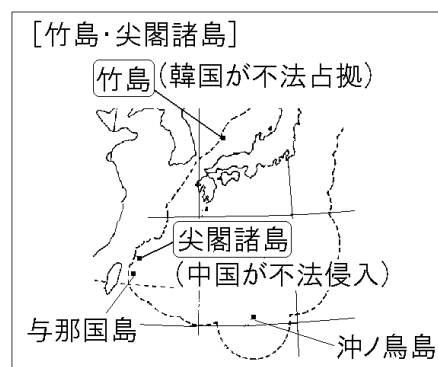 [竹島・尖閣諸島]
竹島(韓国が不法占拠)
尖閣諸島
(中国が不法侵入)
与那国島
沖ノ鳥島